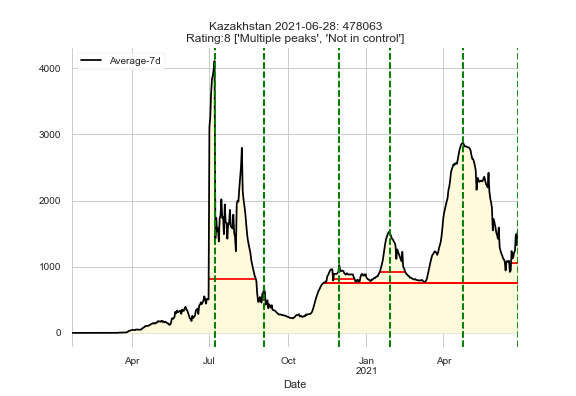 Kazakhstan 2021-06-28: 478063
Rating:8 ['Multiple peaks', 'Not in control']
Average-7d
4000
3000
2000
1000
0
Apr
Jul
Oct
Jan
2021
Apr
Date